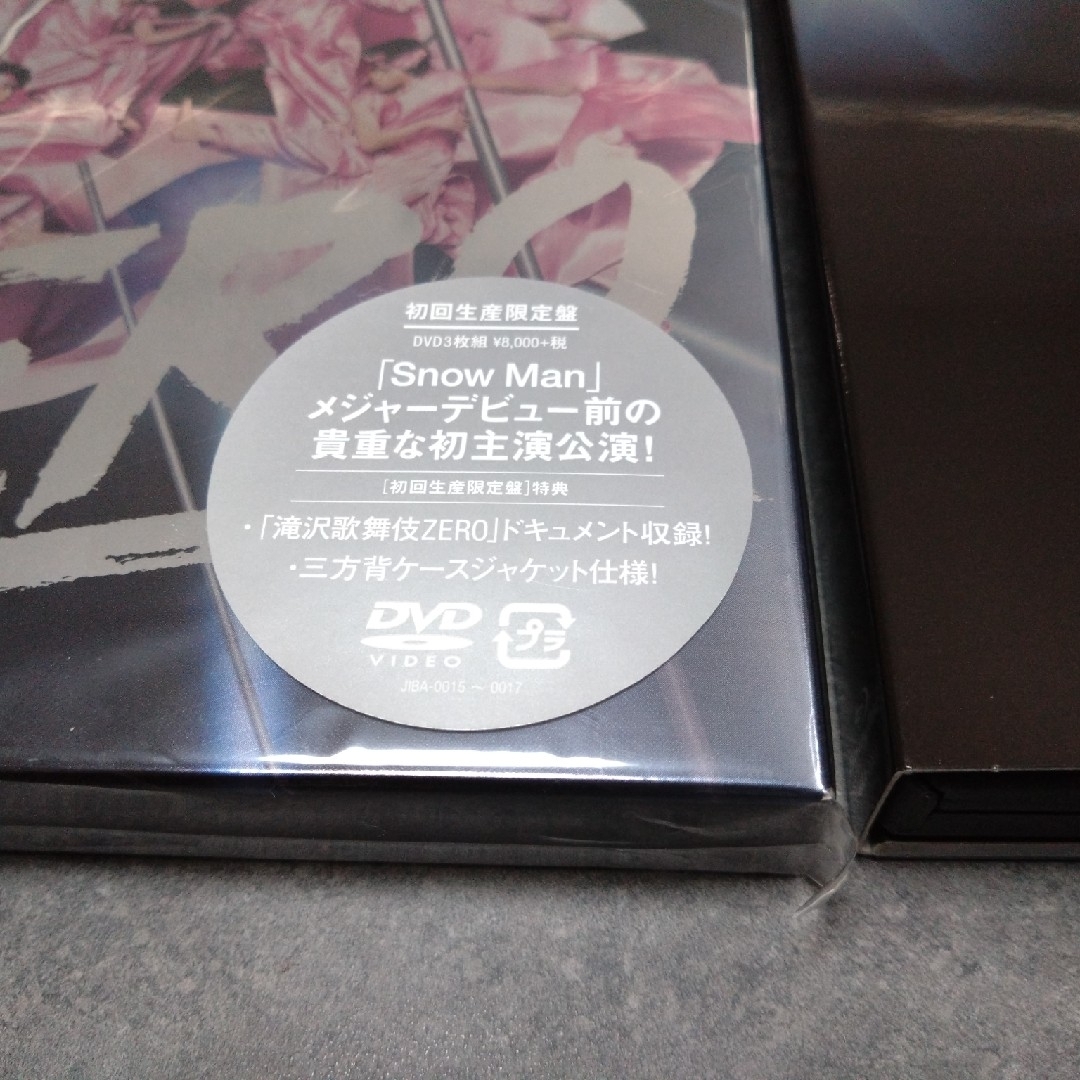 ERO
初回生産限定盤
DVD3枚組 ¥8,000+税
「Snow Man」
メジャーデビュー前の
貴重な初主演公演!
[初回生産限定盤]特典
・「滝沢歌舞伎ZERO」ドキュメント収録!
・三方背ケースジャケット仕様!
DVD
VIDEO
プラ
JIBA-0015 ～ 0017